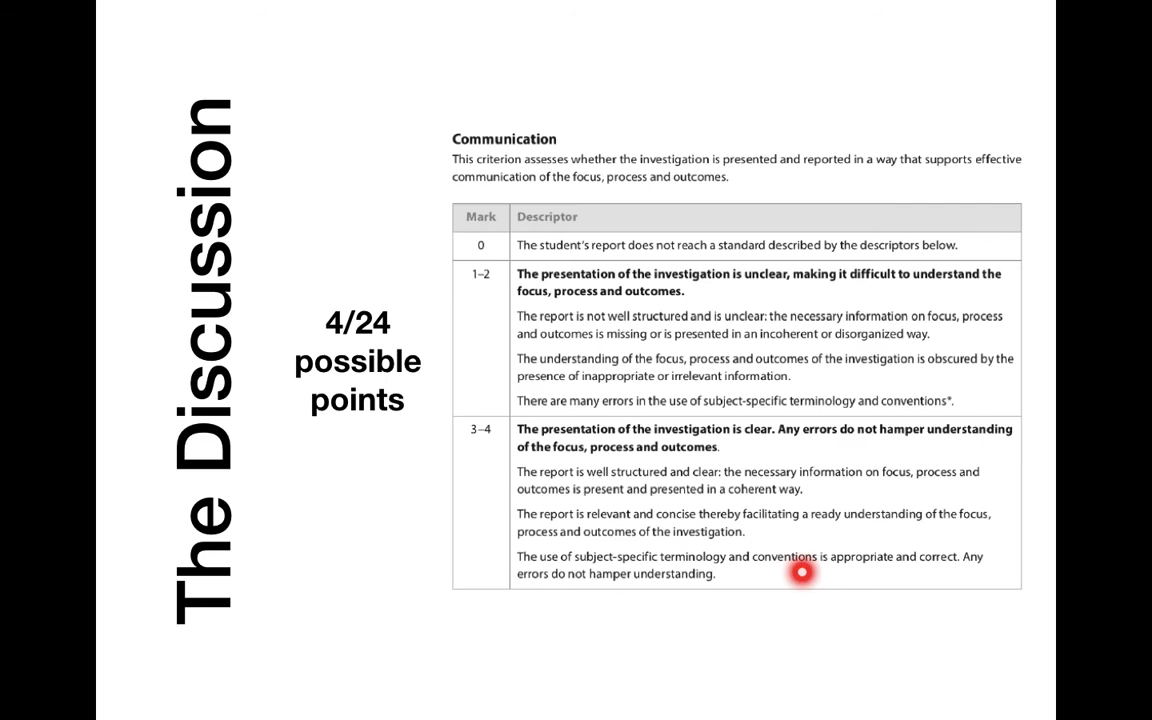 The Discussion
4/24
possible
points
Communication
This criterion assesses whether the investigation is presented and reported in a way that supports effective
communication of the focus, process and outcomes.
Mark Descriptor
0 The student's report does not reach a standard described by the descriptors below.
1–2 The presentation of the investigation is unclear, making it difficult to understand the
focus, process and outcomes.
The report is not well structured and is unclear: the necessary information on focus, process
and outcomes is missing or is presented in an incoherent or disorganized way.
The understanding of the focus, process and outcomes of the investigation is obscured by the
presence of inappropriate or irrelevant information.
There are many errors in the use of subject-specific terminology and conventions*.
3–4 The presentation of the investigation is clear. Any errors do not hamper understanding
of the focus, process and outcomes.
The report is well structured and clear: the necessary information on focus, process and
outcomes is present and presented in a coherent way.
The report is relevant and concise thereby facilitating a ready understanding of the focus,
process and outcomes of the investigation.
The use of subject-specific terminology and conventions is appropriate and correct. Any
errors do not hamper understanding.